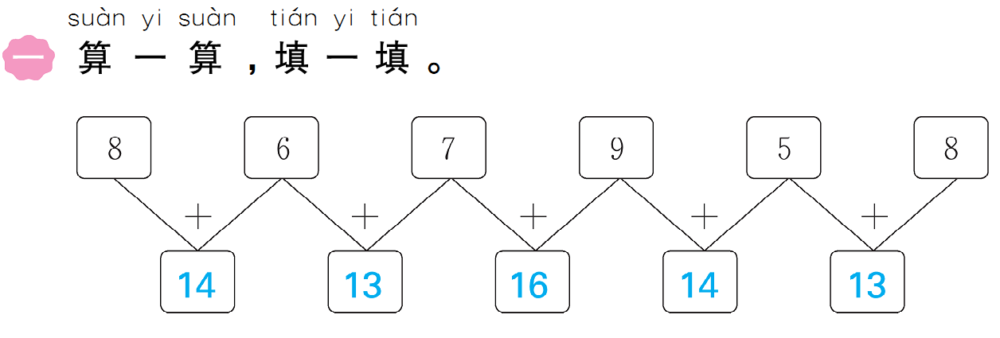 suàn yi suàn tián yi tián
一 算一算，填一填。
8 6 7 9 5 8
+ + + + +
14 13 16 14 13